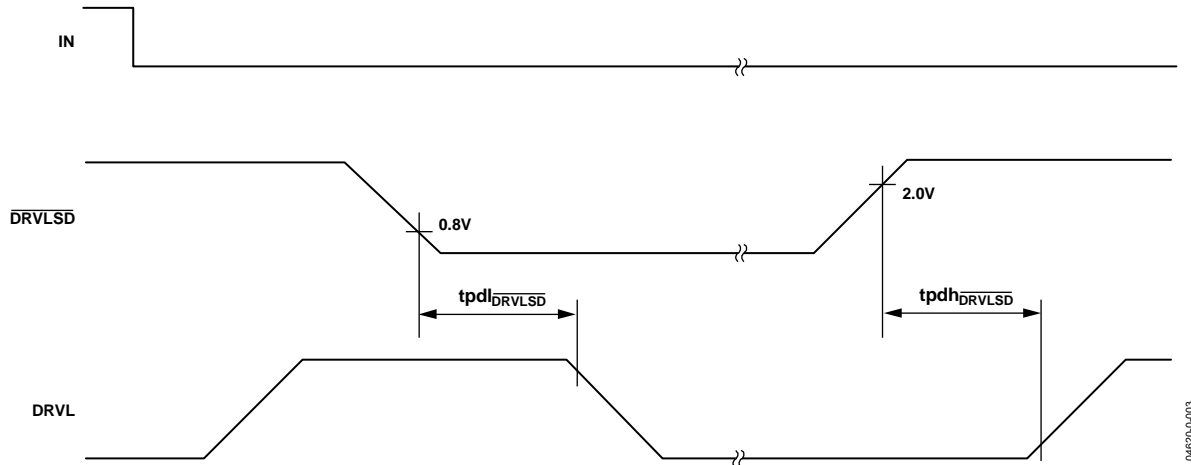 IN
DRVLSD
0.8V
2.0V
tpdlDRVLSD
tpdhDRVLSD
DRVL
04620-0-003